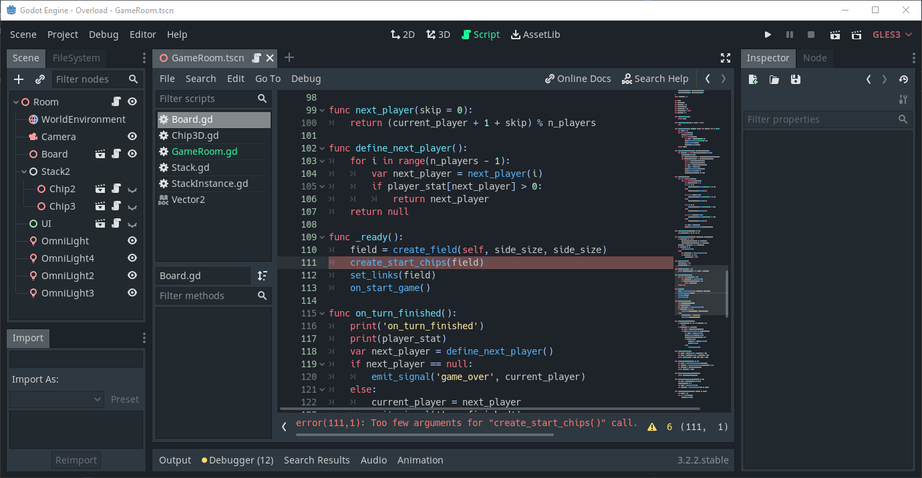 Godot Engine - Overload - GameRoom.tscn
Scene Project Debug Editor Help
2D 3D Script AssetLib
GLES3
Scene FileSystem
Filter nodes
Room
WorldEnvironment
Camera
Board
Stack2
Chip2
Chip3
UI
OmniLight
OmniLight4
OmniLight2
OmniLight3
Import
Import As:
Preset
Reimport
GameRoom.tscn
File Search Edit Go To Debug
Online Docs Search Help
Filter scripts
Board.gd
Chip3D.gd
GameRoom.gd
Stack.gd
StackInstance.gd
Vector2
Board.gd
Filter methods
98
99 func next_player(skip = 0):
100 return (current_player + 1 + skip) % n_players
101
102 func define_next_player():
103 for i in range(n_players - 1):
104 var next_player = next_player(i)
105 if player_stat[next_player] > 0:
106 return next_player
107 return null
108
109 func _ready():
110 field = create_field(self, side_size, side_size)
111 create_start_chips(field)
112 set_links(field)
113 on_start_game()
114
115 func on_turn_finished():
116 print('on_turn_finished')
117 print(player_stat)
118 var next_player = define_next_player()
119 if next_player == null:
120 emit_signal('game_over', current_player)
121 else:
122 current_player = next_player
error(111,1): Too few arguments for "create_start_chips()" call.
6 (111, 1)
Output Debugger (12) Search Results Audio Animation
3.2.2.stable
Inspector Node
Filter properties